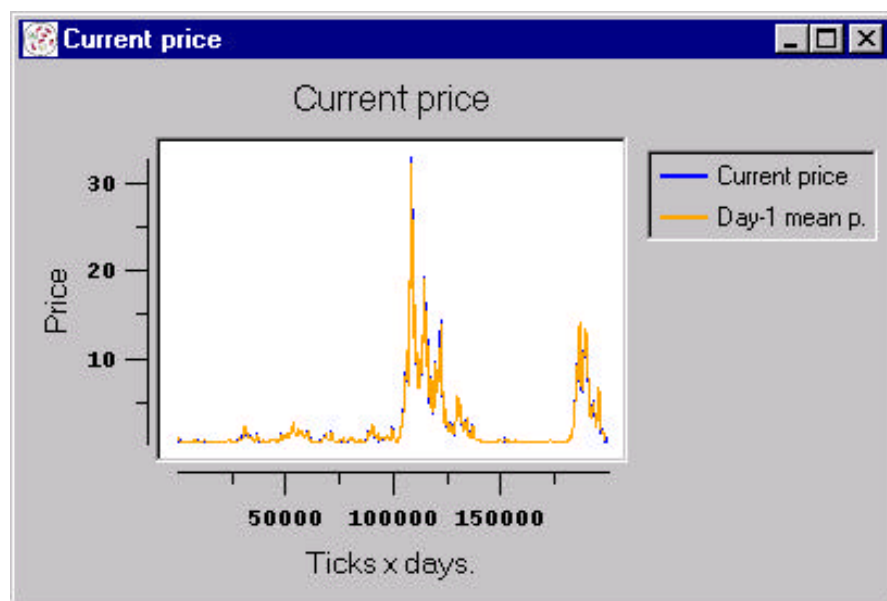 Current price
Current price
Current price
Day-1 mean p.
30
20
10
Price
50000 100000 150000
Ticks x days.